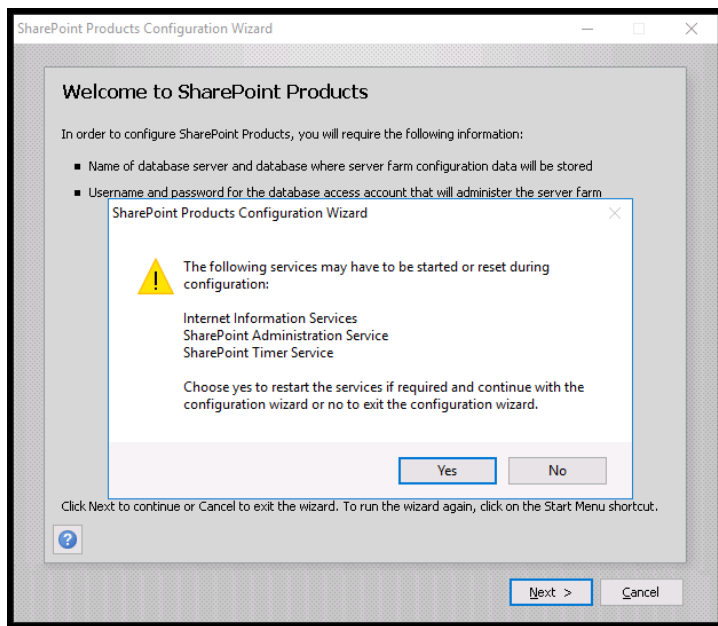 SharePoint Products Configuration Wizard
Welcome to SharePoint Products
In order to configure SharePoint Products, you will require the following information:
Name of database server and database where server farm configuration data will be stored
Username and password for the database access account that will administer the server farm
SharePoint Products Configuration Wizard
The following services may have to be started or reset during
configuration:
Internet Information Services
SharePoint Administration Service
SharePoint Timer Service
Choose yes to restart the services if required and continue with the
configuration wizard or no to exit the configuration wizard.
Yes No
Click Next to continue or Cancel to exit the wizard. To run the wizard again, click on the Start Menu shortcut.
Next > Cancel